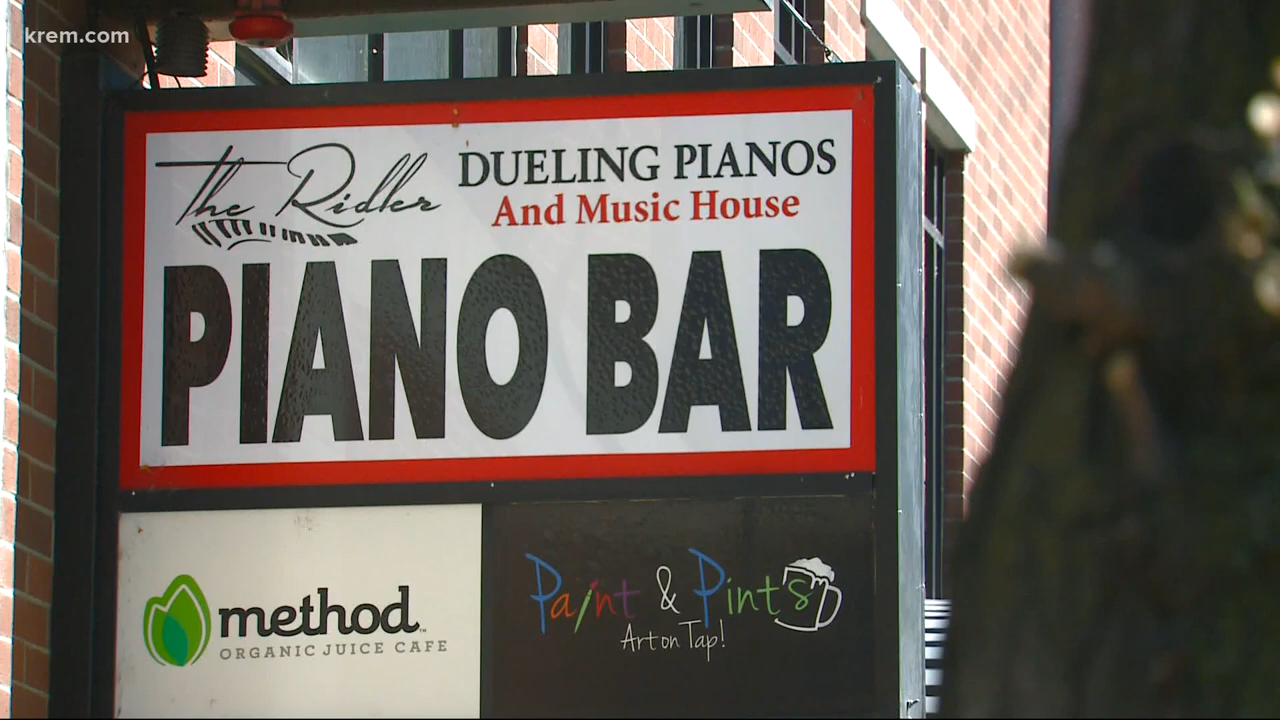 krem.com
The Ridler
DUELING PIANOS
And Music House
PIANO BAR
method™
ORGANIC JUICE CAFE
Paint & Pints
Art on Tap!